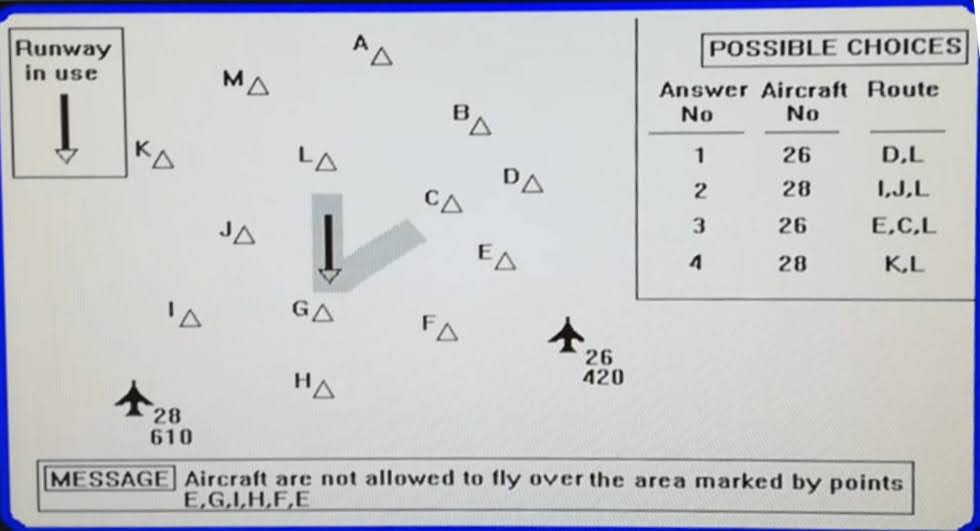 Runway
in use
A
M
B
K
L
D
C
J
E
I
G
F
H
26
420
28
610
POSSIBLE CHOICES
Answer No Aircraft No Route
1 26 D,L
2 28 I,J,L
3 26 E,C,L
4 28 K,L
MESSAGE Aircraft are not allowed to fly over the area marked by points
E,G,I,H,F,E